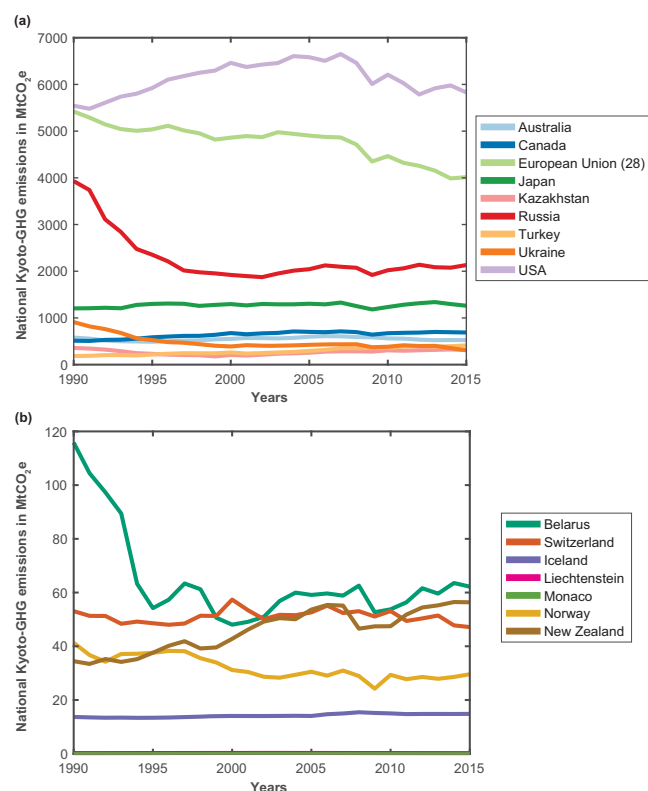 (a)
7000
6000
5000
4000
3000
2000
1000
0
National Kyoto-GHG emissions in MtCO₂e
1990 1995 2000 2005 2010 2015
Years
Australia
Canada
European Union (28)
Japan
Kazakhstan
Russia
Turkey
Ukraine
USA
(b)
120
100
80
60
40
20
0
National Kyoto-GHG emissions in MtCO₂e
1990 1995 2000 2005 2010 2015
Years
Belarus
Switzerland
Iceland
Liechtenstein
Monaco
Norway
New Zealand